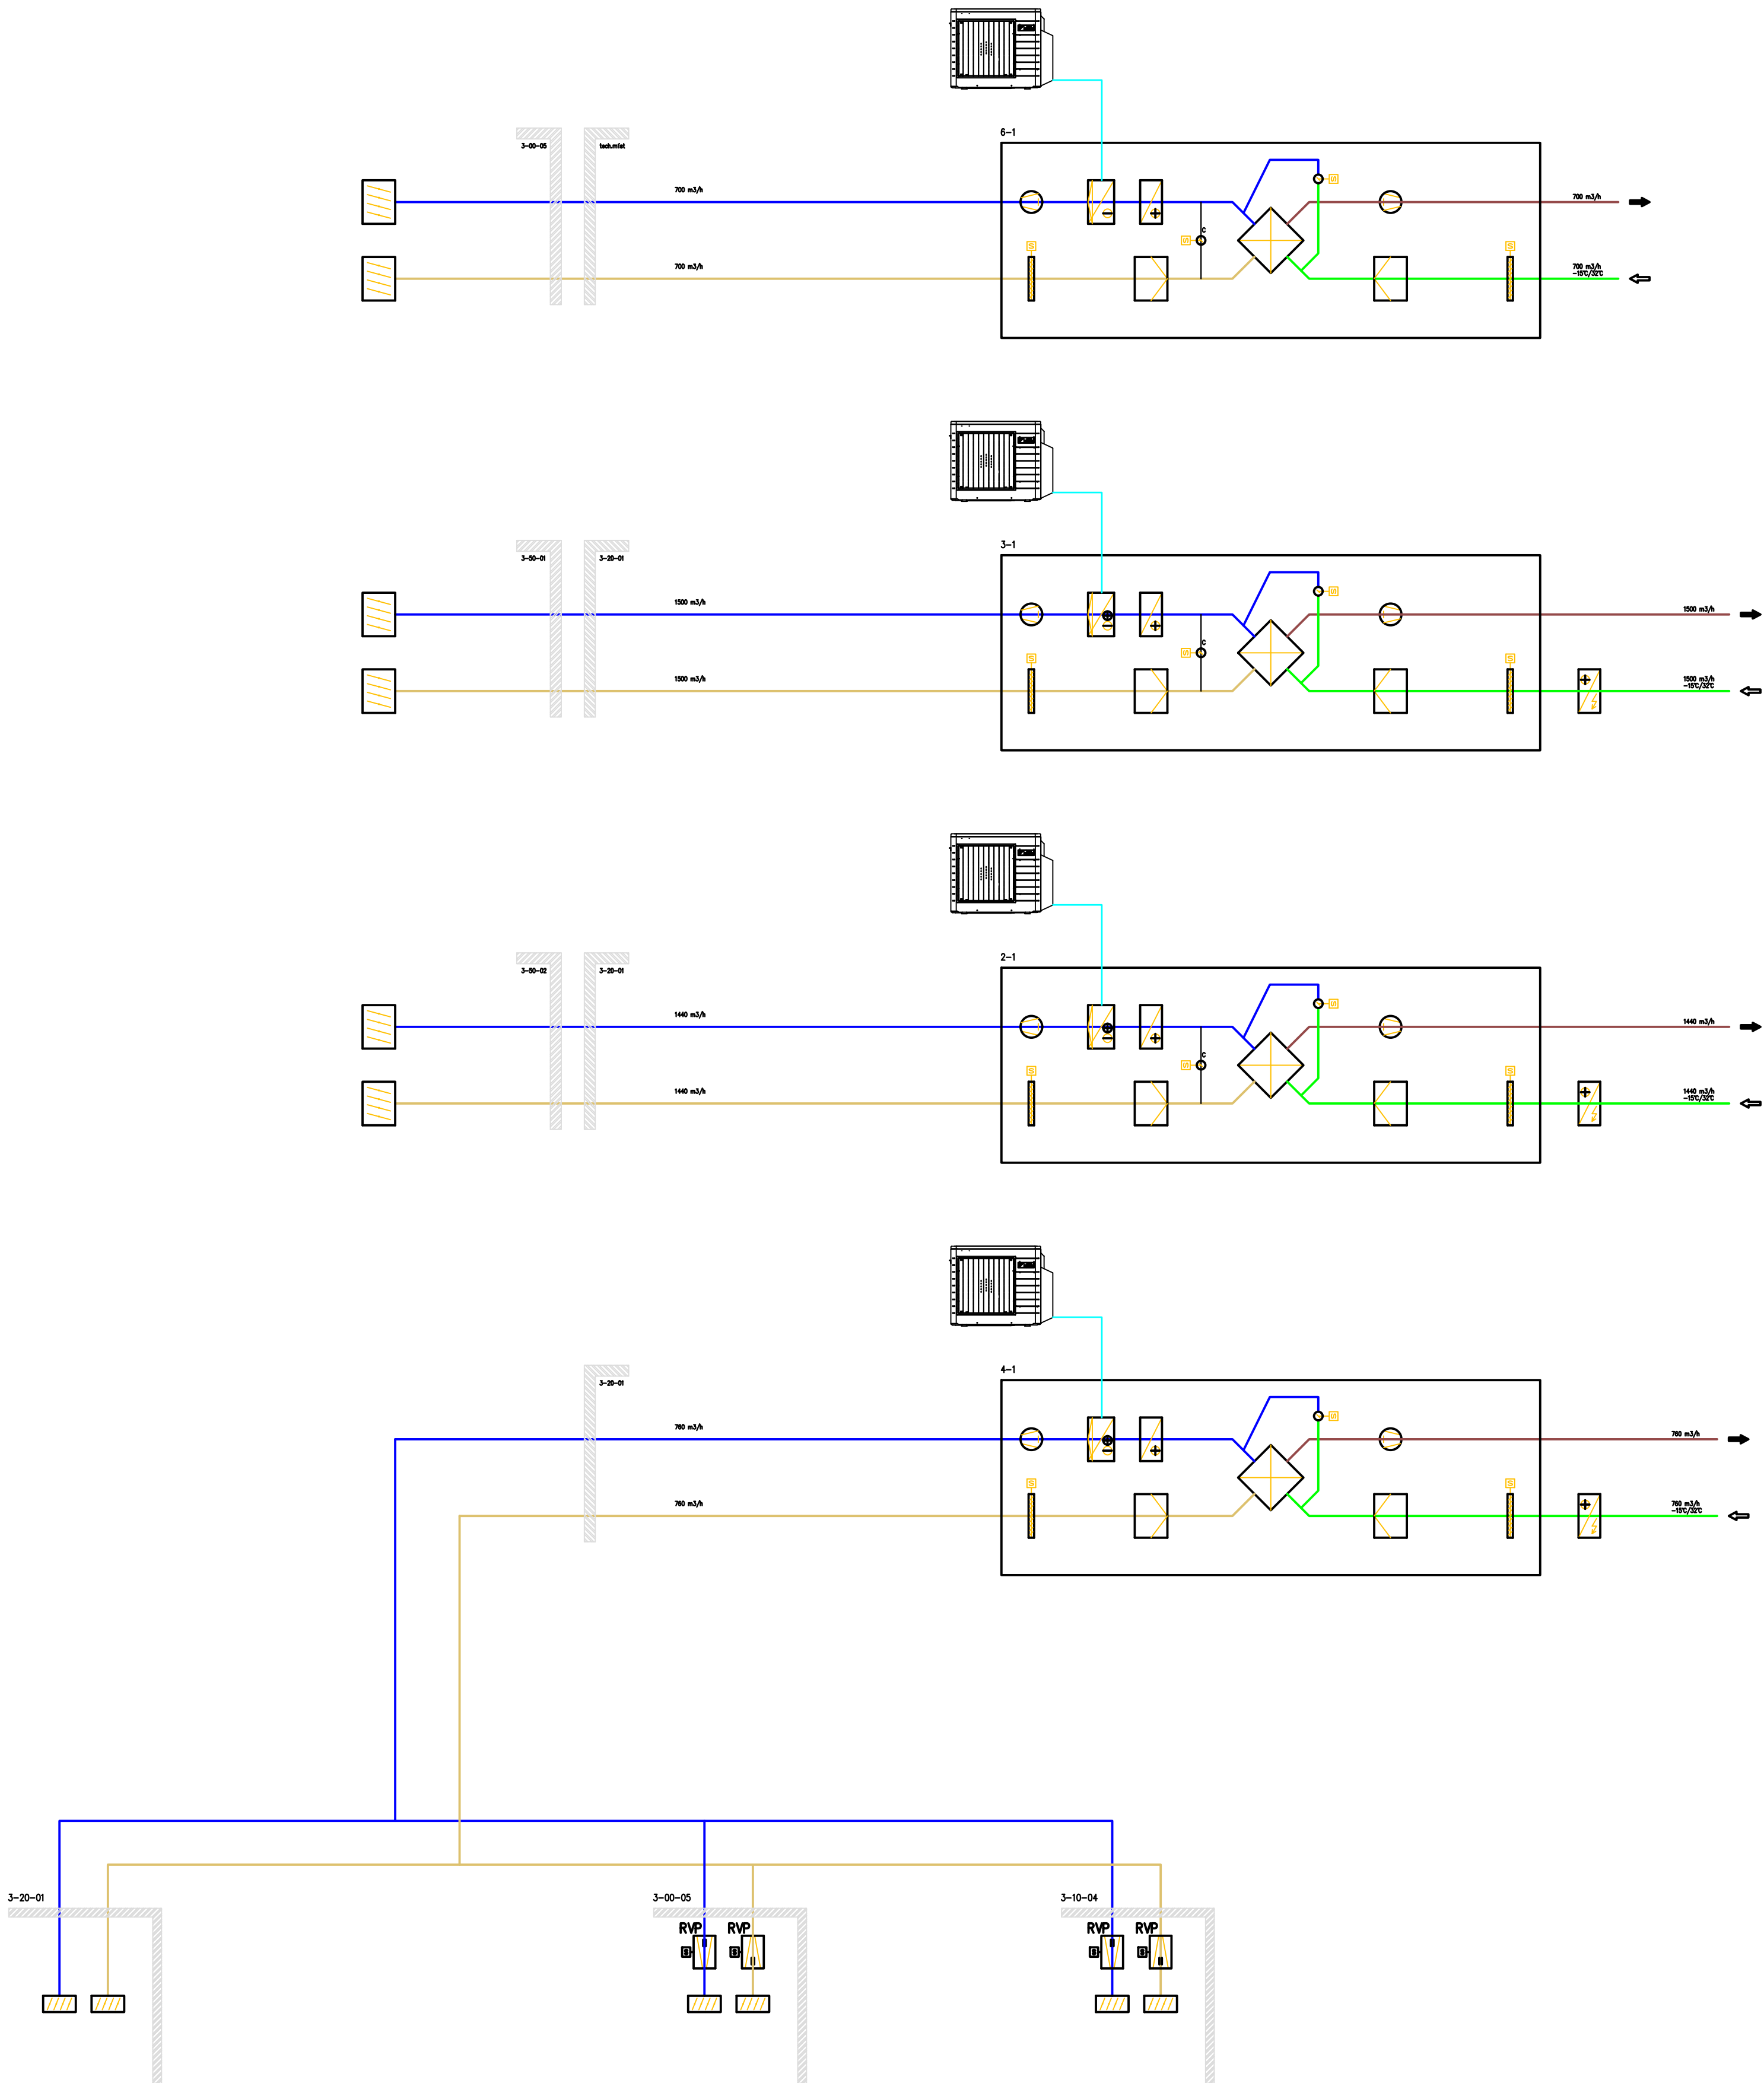 6-1
3-00-05
tech.míst
700 m3/h
700 m3/h
S
C
S
S
S
700 m3/h
700 m3/h
-15°C/32°C
3-1
3-50-01
3-20-01
1500 m3/h
1500 m3/h
S
C
S
S
S
1500 m3/h
1500 m3/h
-15°C/32°C
2-1
3-50-02
3-20-01
1440 m3/h
1440 m3/h
S
C
S
S
S
1440 m3/h
1440 m3/h
-15°C/32°C
4-1
3-20-01
760 m3/h
760 m3/h
S
S
S
760 m3/h
760 m3/h
-15°C/32°C
3-20-01
3-00-05
3-10-04
RVP
RVP
RVP
RVP